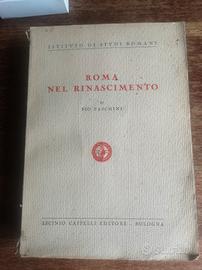 ISTITUTO DI STUDI ROMANI
ROMA
NEL RINASCIMENTO
DI
PIO PASCHINI
LICINIO CAPPELLI EDITORE - BOLOGNA